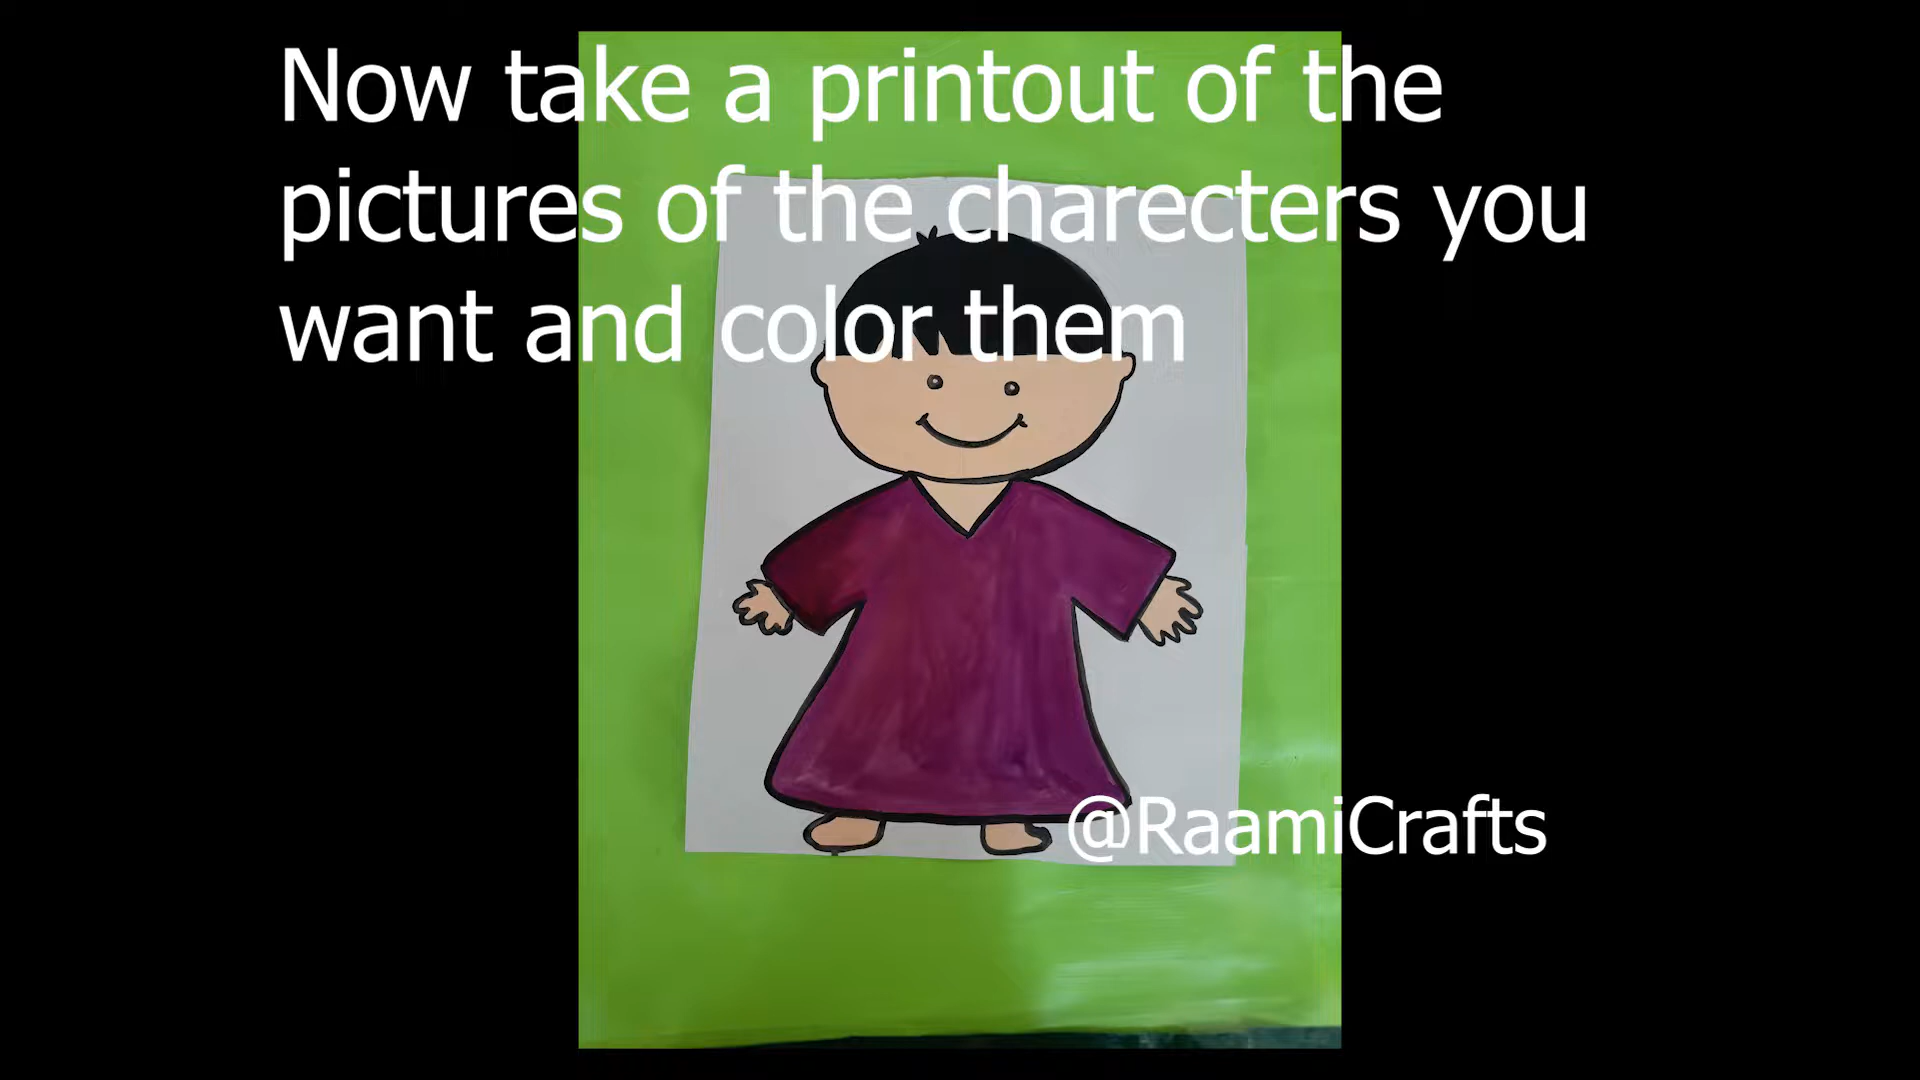 Now take a printout of the
pictures of the charecters you
want and color them
@RaamiCrafts